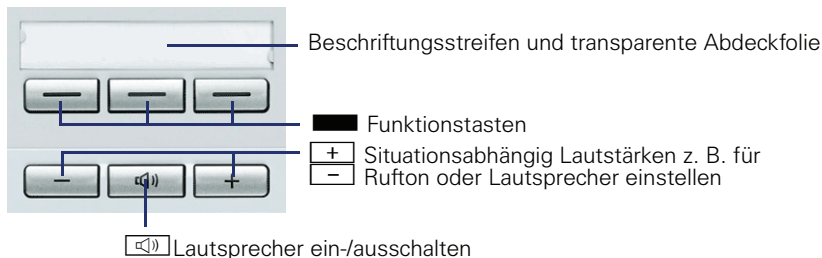 Beschriftungsstreifen und transparente Abdeckfolie
Funktionstasten
+ Situationsabhängig Lautstärken z. B. für
− Rufton oder Lautsprecher einstellen
− +
Lautsprecher ein-/ausschalten